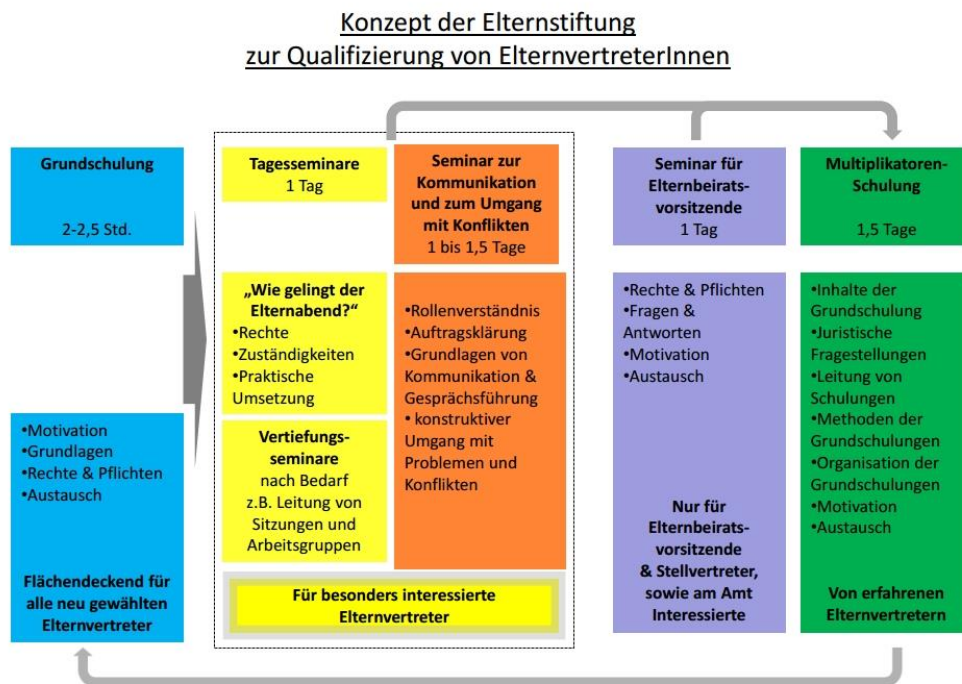 Konzept der Elternstiftung
zur Qualifizierung von ElternvertreterInnen
Grundschulung
2-2,5 Std.
•Motivation
•Grundlagen
•Rechte & Pflichten
•Austausch
Flächendeckend für
alle neu gewählten
Elternvertreter
Tagesseminare
1 Tag
„Wie gelingt der
Elternabend?“
•Rechte
•Zuständigkeiten
•Praktische
Umsetzung
Vertiefungs-
seminare
nach Bedarf
z.B. Leitung von
Sitzungen und
Arbeitsgruppen
Seminar zur
Kommunikation
und zum Umgang
mit Konflikten
1 bis 1,5 Tage
•Rollenverständnis
•Auftragsklärung
•Grundlagen von
Kommunikation &
Gesprächsführung
• konstruktiver
Umgang mit
Problemen und
Konflikten
Für besonders interessierte
Elternvertreter
Seminar für
Elternbeirats-
vorsitzende
1 Tag
•Rechte & Pflichten
•Fragen &
Antworten
•Motivation
•Austausch
Nur für
Elternbeirats-
vorsitzende
& Stellvertreter,
sowie am Amt
Interessierte
Multiplikatoren-
Schulung
1,5 Tage
•Inhalte der
Grundschulung
•Juristische
Fragestellungen
•Leitung von
Schulungen
•Methoden der
Grundschulungen
•Organisation der
Grundschulungen
•Motivation
•Austausch
Von erfahrenen
Elternvertretern